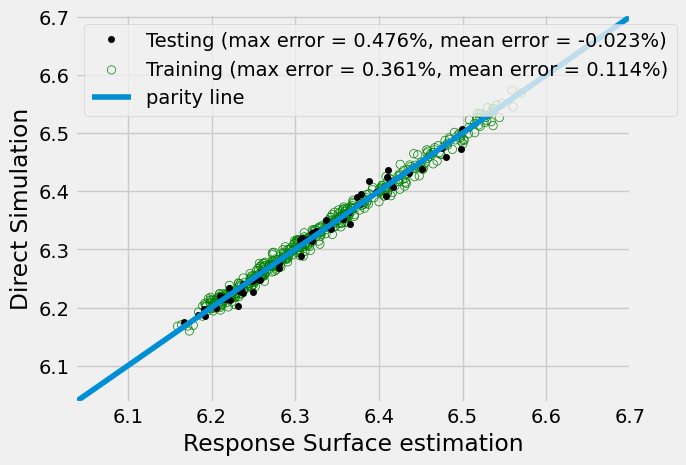 6.7
Testing (max error = 0.476%, mean error = -0.023%)
Training (max error = 0.361%, mean error = 0.114%)
parity line
6.6
6.5
6.4
6.3
6.2
6.1
Direct Simulation
6.1 6.2 6.3 6.4 6.5 6.6 6.7
Response Surface estimation